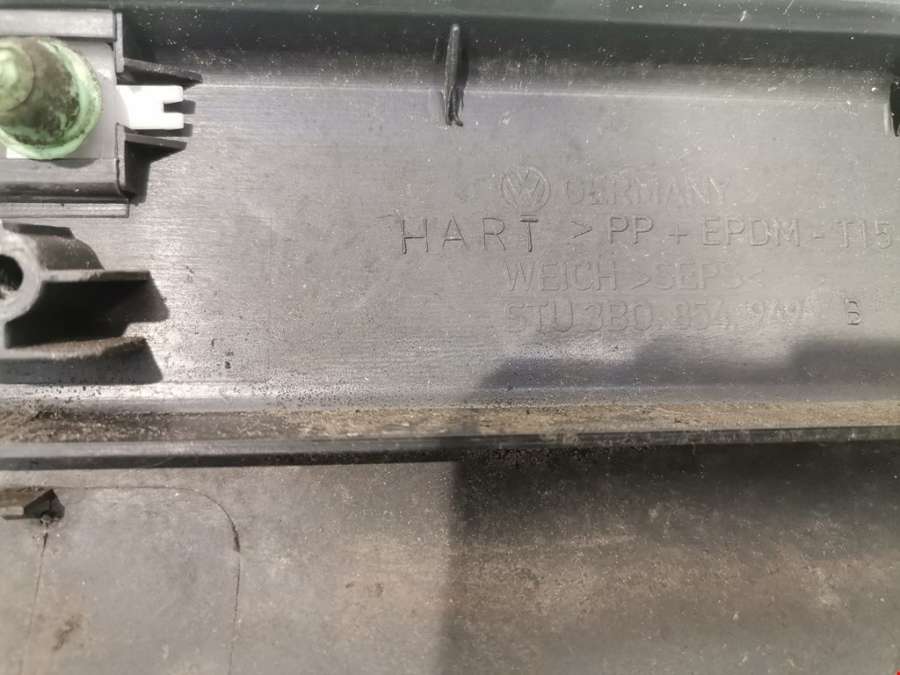 GERMANY
HART >PP + EPDM - T15
WEICH >SEPS<
STU 3B0 854 949 B